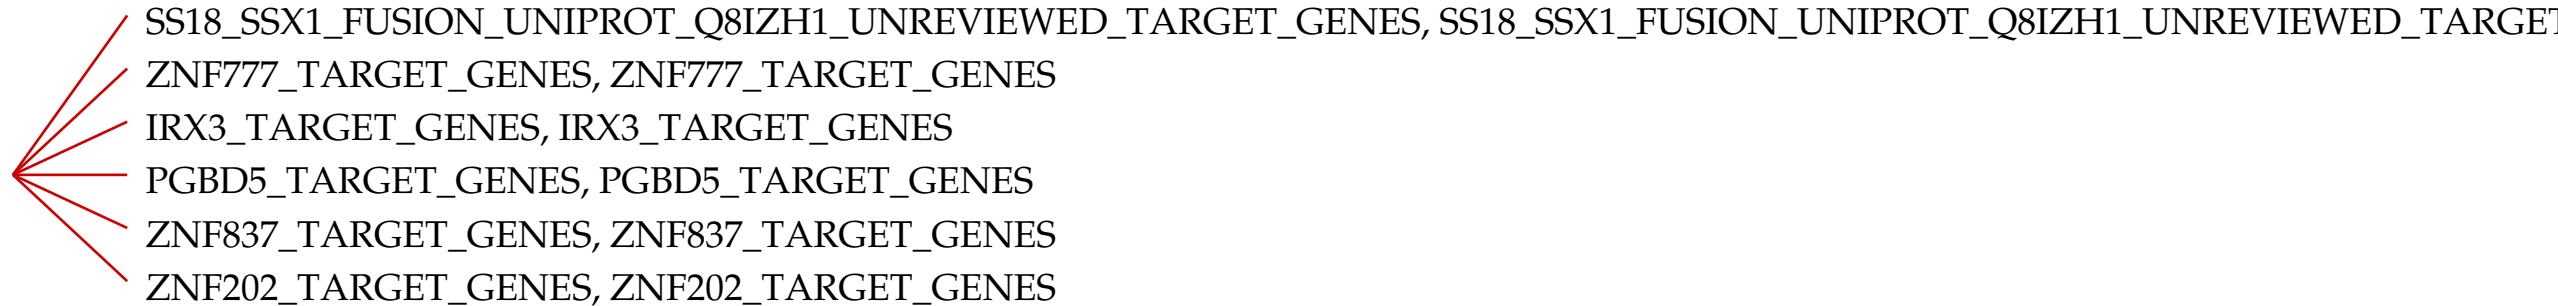 SS18_SSX1_FUSION_UNIPROT_Q8IZH1_UNREVIEWED_TARGET_GENES, SS18_SSX1_FUSION_UNIPROT_Q8IZH1_UNREVIEWED_TARGET
ZNF777_TARGET_GENES, ZNF777_TARGET_GENES
IRX3_TARGET_GENES, IRX3_TARGET_GENES
PGBD5_TARGET_GENES, PGBD5_TARGET_GENES
ZNF837_TARGET_GENES, ZNF837_TARGET_GENES
ZNF202_TARGET_GENES, ZNF202_TARGET_GENES